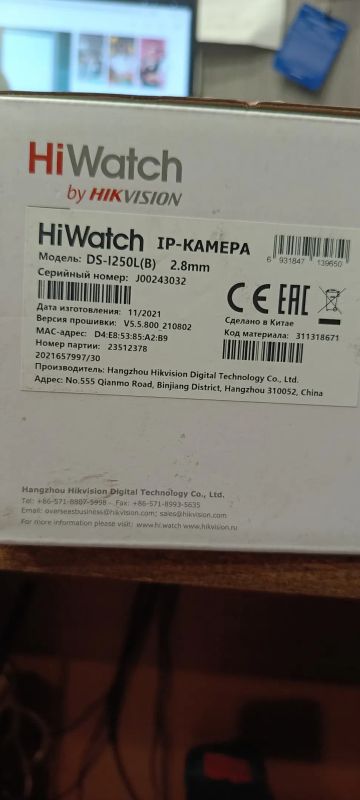 HiWatch
by HIKVISION
HiWatch IP-КАМЕРА
Модель: DS-I250L(B) 2.8mm
6 931847 139650
Серийный номер: J00243032
Дата изготовления: 11/2021
Версия прошивки: V5.5.800_210802
MAC-адрес: D4:E8:53:85:A2:B9
Номер партии: 23512378
2021657997/30
CE EAC
Сделано в Китае
Код материала: 311318671
Производитель: Hangzhou Hikvision Digital Technology Co., Ltd.
Адрес: No.555 Qianmo Road, Binjiang District, Hangzhou 310052, China
Hangzhou Hikvision Digital Technology Co., Ltd.
Tel: +86-571-8807-5998 Fax: +86-571-8993-5635
Email: overseasbusiness@hikvision.com; sales@hikvision.com
For more information please visit: www.hi.watch www.hikvision.ru